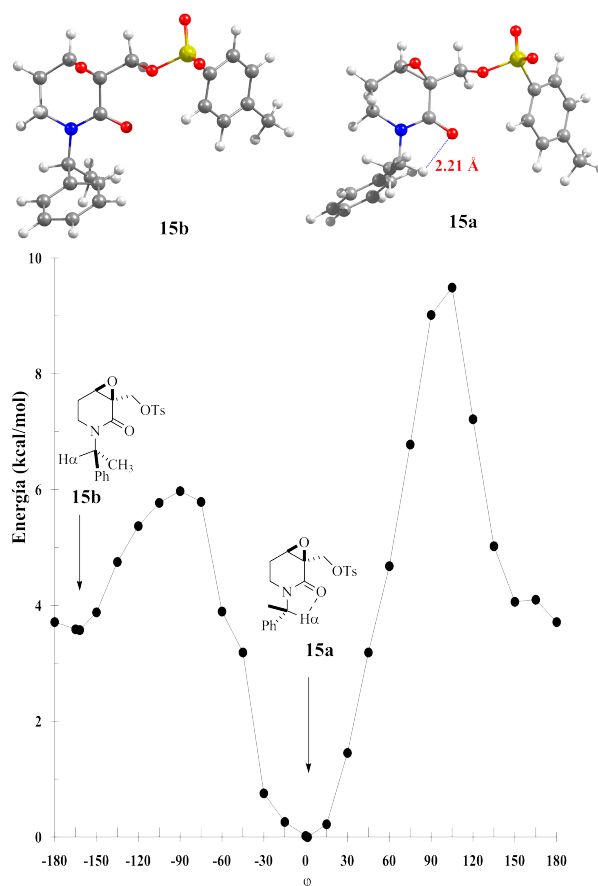 2.21 Å
15b
15a
10
8
6
4
2
0
Energía (kcal/mol)
O
OTs
N
O
Hα
CH3
Ph
15b
O
OTs
N
O
Ph
Hα
15a
-180 -150 -120 -90 -60 -30 0 30 60 90 120 150 180
φ